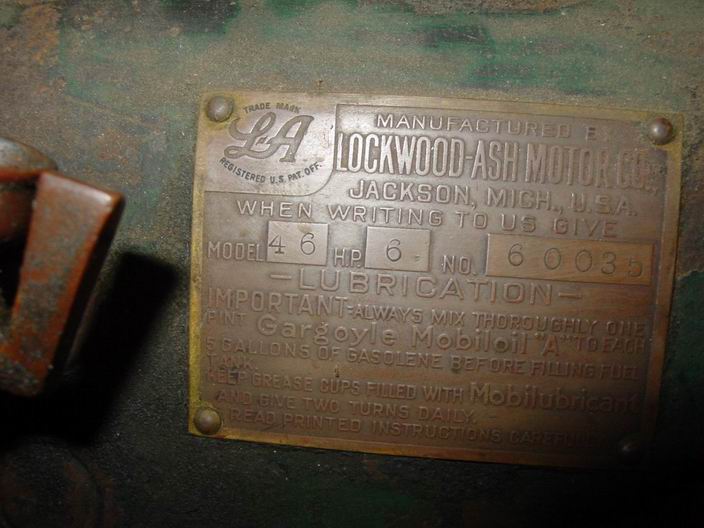 TRADE MARK
L&A
REGISTERED U.S. PAT. OFF.
MANUFACTURED B
LOCKWOOD-ASH MOTOR CO.,
JACKSON, MICH., U.S.A.
WHEN WRITING TO US GIVE
MODEL 46 H.P. 6 NO. 60035
—LUBRICATION—
IMPORTANT-ALWAYS MIX THOROUGHLY ONE
PINT Gargoyle Mobiloil "A" TO EACH
5 GALLONS OF GASOLENE BEFORE FILLING FUEL
TANK.
KEEP GREASE CUPS FILLED WITH Mobilubricant
AND GIVE TWO TURNS DAILY.
READ PRINTED INSTRUCTIONS CAREFULLY